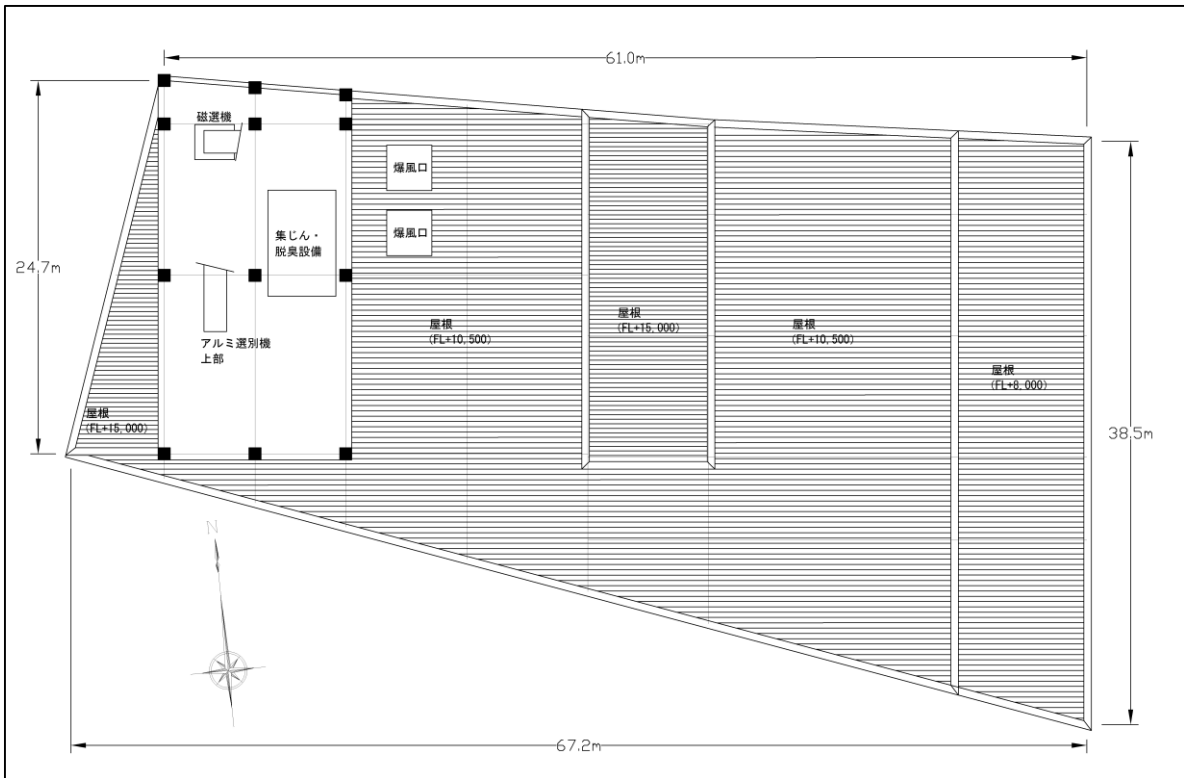 61.0m
磁選機
爆風口
爆風口
集じん・
脱臭設備
24.7m
屋根
(FL+15,000)
屋根
(FL+10,500)
屋根
(FL+10,500)
アルミ選別機
上部
屋根
(FL+8,000)
屋根
(FL+15,000)
38.5m
N
67.2m